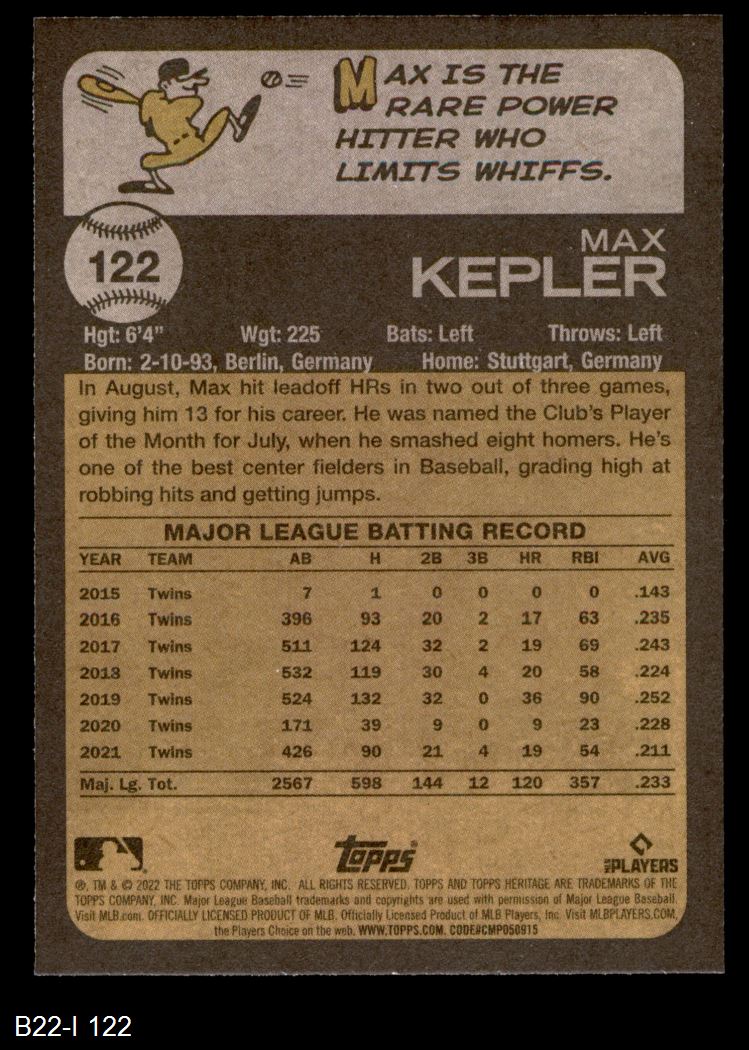 MAX IS THE
RARE POWER
HITTER WHO
LIMITS WHIFFS.
122
MAX
KEPLER
Hgt: 6'4" Wgt: 225 Bats: Left Throws: Left
Born: 2-10-93, Berlin, Germany Home: Stuttgart, Germany
In August, Max hit leadoff HRs in two out of three games,
giving him 13 for his career. He was named the Club's Player
of the Month for July, when he smashed eight homers. He's
one of the best center fielders in Baseball, grading high at
robbing hits and getting jumps.
MAJOR LEAGUE BATTING RECORD
YEAR TEAM AB H 2B 3B HR RBI AVG
2015 Twins 7 1 0 0 0 0 .143
2016 Twins 396 93 20 2 17 63 .235
2017 Twins 511 124 32 2 19 69 .243
2018 Twins 532 119 30 4 20 58 .224
2019 Twins 524 132 32 0 36 90 .252
2020 Twins 171 39 9 0 9 23 .228
2021 Twins 426 90 21 4 19 54 .211
Maj. Lg. Tot. 2567 598 144 12 120 357 .233
Topps
MLB PLAYERS
®, TM & © 2022 THE TOPPS COMPANY, INC. ALL RIGHTS RESERVED. TOPPS AND TOPPS HERITAGE ARE TRADEMARKS OF THE
TOPPS COMPANY, INC. Major League Baseball trademarks and copyrights are used with permission of Major League Baseball.
Visit MLB.com. OFFICIALLY LICENSED PRODUCT OF MLB. Officially Licensed Product of MLB Players, Inc. Visit MLBPLAYERS.COM,
the Players Choice on the web. WWW.TOPPS.COM. CODE#CMP050915
B22-I 122